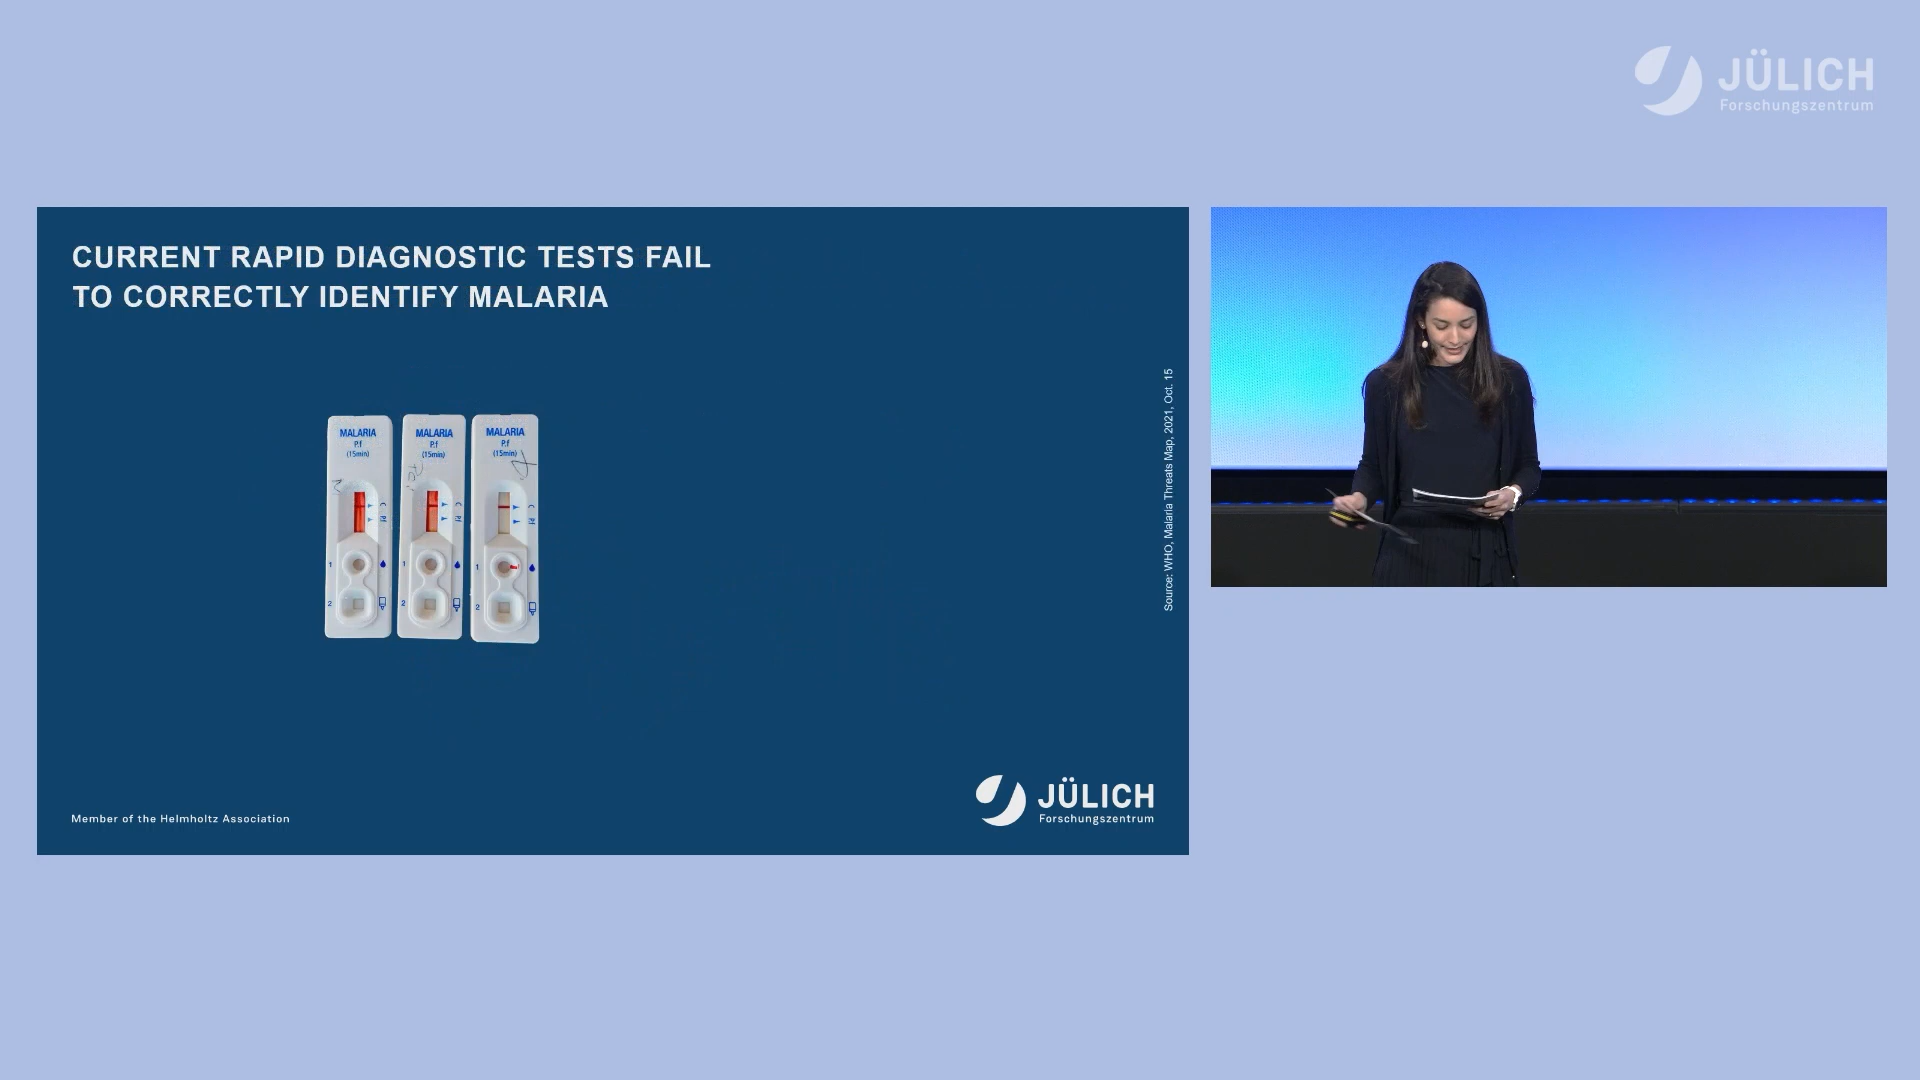 JÜLICH
Forschungszentrum
CURRENT RAPID DIAGNOSTIC TESTS FAIL
TO CORRECTLY IDENTIFY MALARIA
MALARIA
P.f
(15min)
C
Pf
1
2
MALARIA
P.f
(15min)
C
Pf
1
2
MALARIA
P.f
(15min)
C
Pf
1
2
Source: WHO, Malaria Threats Map, 2021, Oct. 15
Member of the Helmholtz Association
JÜLICH
Forschungszentrum